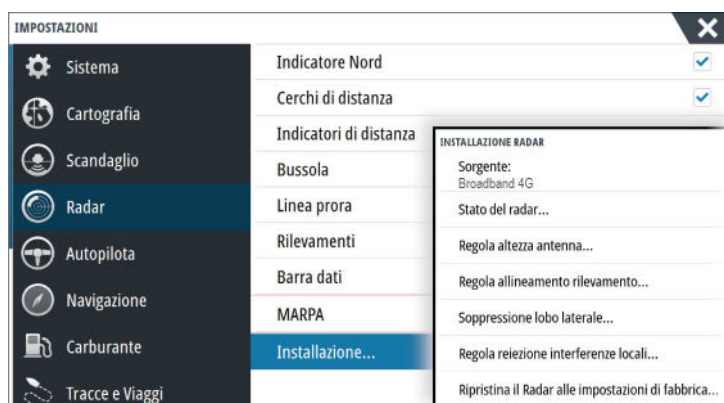 IMPOSTAZIONI
Sistema
Cartografia
Scandaglio
Radar
Autopilota
Navigazione
Carburante
Tracce e Viaggi
Indicatore Nord
Cerchi di distanza
Indicatori di distanza
Bussola
Linea prora
Rilevamenti
Barra dati
MARPA
Installazione...
INSTALLAZIONE RADAR
Sorgente:
Broadband 4G
Stato del radar...
Regola altezza antenna...
Regola allineamento rilevamento...
Soppressione lobo laterale...
Regola reiezione interferenze locali...
Ripristina il Radar alle impostazioni di fabbrica...